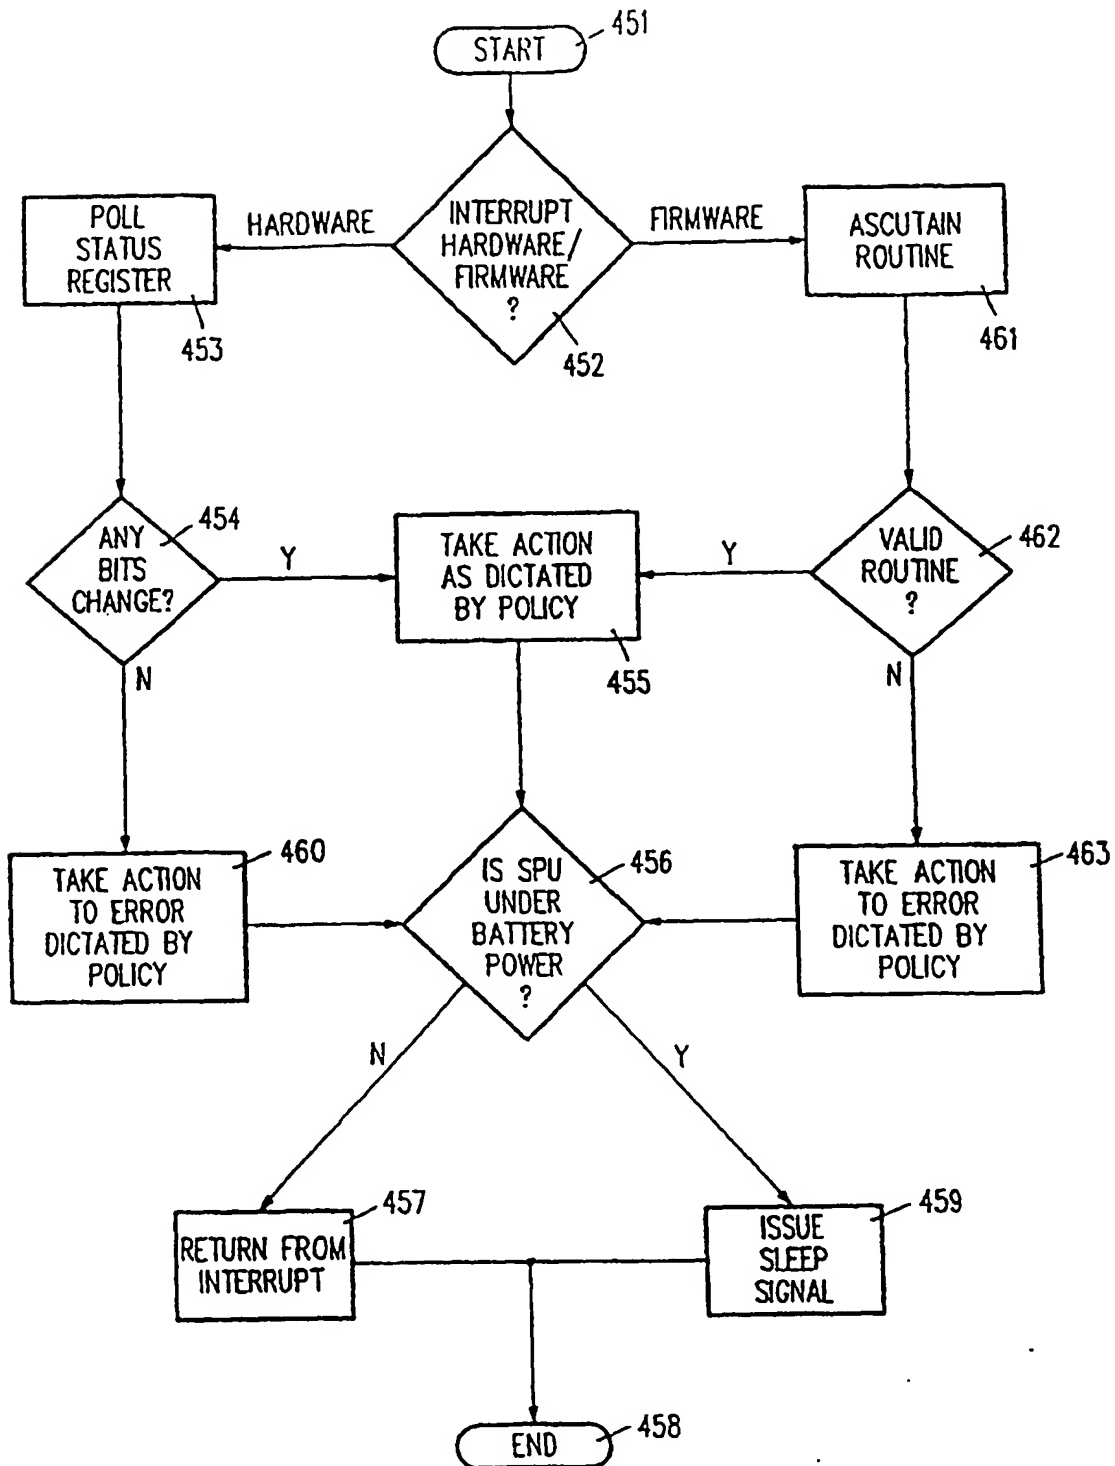 START
451
INTERRUPT
HARDWARE/
FIRMWARE
?
452
HARDWARE
FIRMWARE
POLL
STATUS
REGISTER
453
ASCUTAIN
ROUTINE
461
ANY
BITS
CHANGE?
454
Y
N
TAKE ACTION
AS DICTATED
BY POLICY
455
VALID
ROUTINE
?
462
Y
N
TAKE ACTION
TO ERROR
DICTATED BY
POLICY
460
IS SPU
UNDER
BATTERY
POWER
?
456
TAKE ACTION
TO ERROR
DICTATED BY
POLICY
463
N
Y
RETURN FROM
INTERRUPT
457
ISSUE
SLEEP
SIGNAL
459
END
458